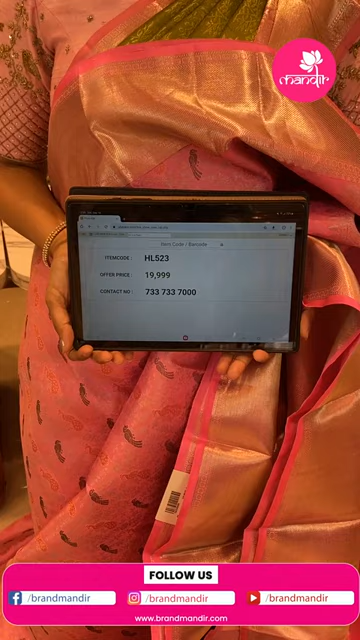 mandir
Item Code / Barcode
ITEMCODE : HL523
OFFER PRICE : 19,999
CONTACT NO : 733 733 7000
FOLLOW US
/brandmandir /brandmandir /brandmandir
www.brandmandir.com